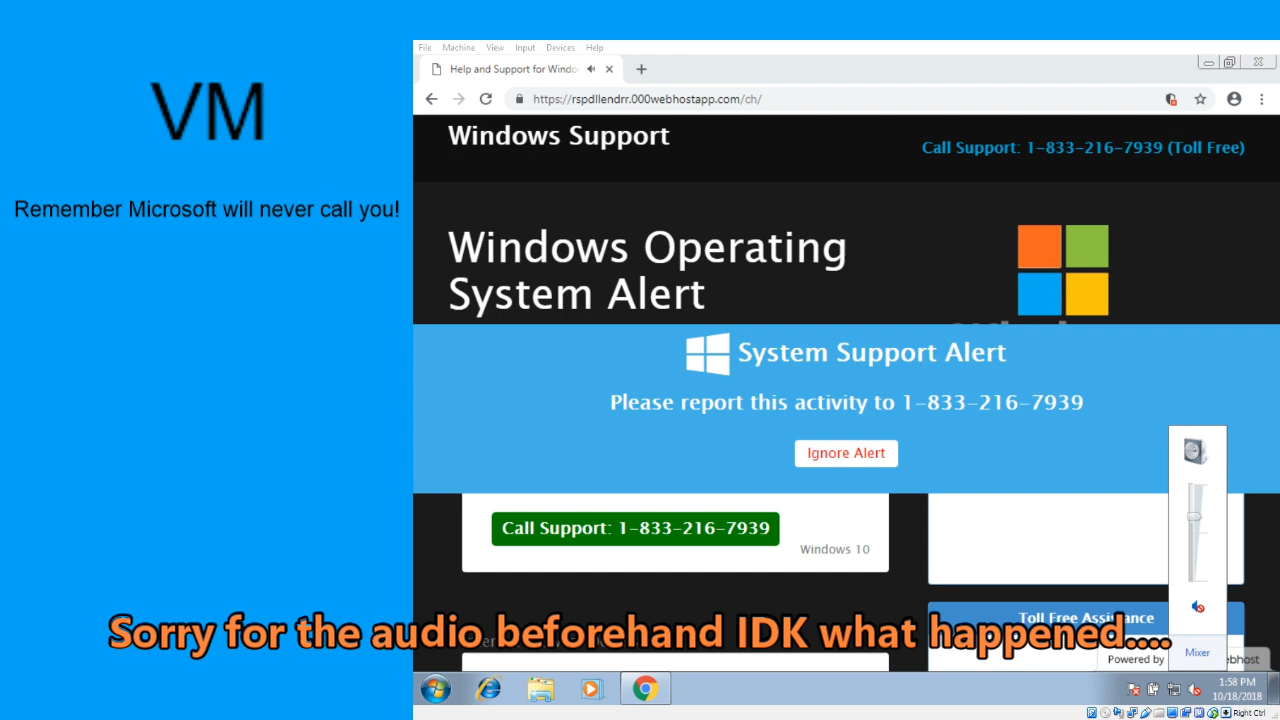 VM
Remember Microsoft will never call you!
File Machine View Input Devices Help
Help and Support for Windo
https://rspdllendrr.000webhostapp.com/ch/
Windows Support
Call Support: 1-833-216-7939 (Toll Free)
Windows Operating
System Alert
System Support Alert
Please report this activity to 1-833-216-7939
Ignore Alert
Call Support: 1-833-216-7939
Windows 10
Toll Free Assistance
Sorry for the audio beforehand IDK what happened....
Powered by
Mixer
bhost
1:58 PM
10/18/2018
Right Ctrl